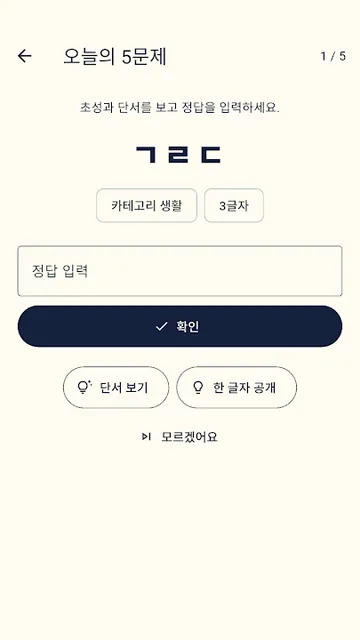 오늘의 5문제 1 / 5
초성과 단서를 보고 정답을 입력하세요.
ㄱㄹㄷ
카테고리 생활 3글자
정답 입력
확인
단서 보기 한 글자 공개
모르겠어요